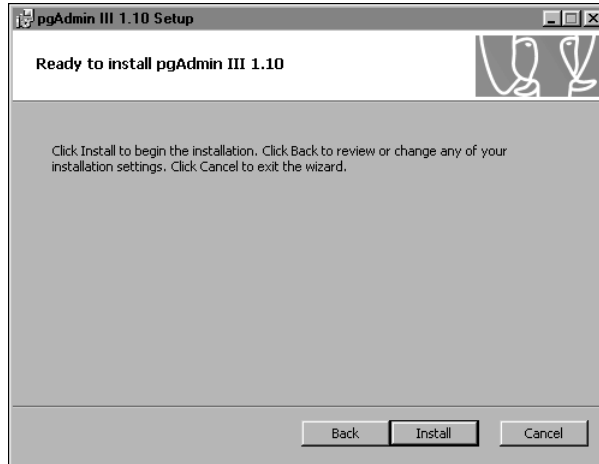 pgAdmin III 1.10 Setup
Ready to install pgAdmin III 1.10
Click Install to begin the installation. Click Back to review or change any of your
installation settings. Click Cancel to exit the wizard.
Back
Install
Cancel